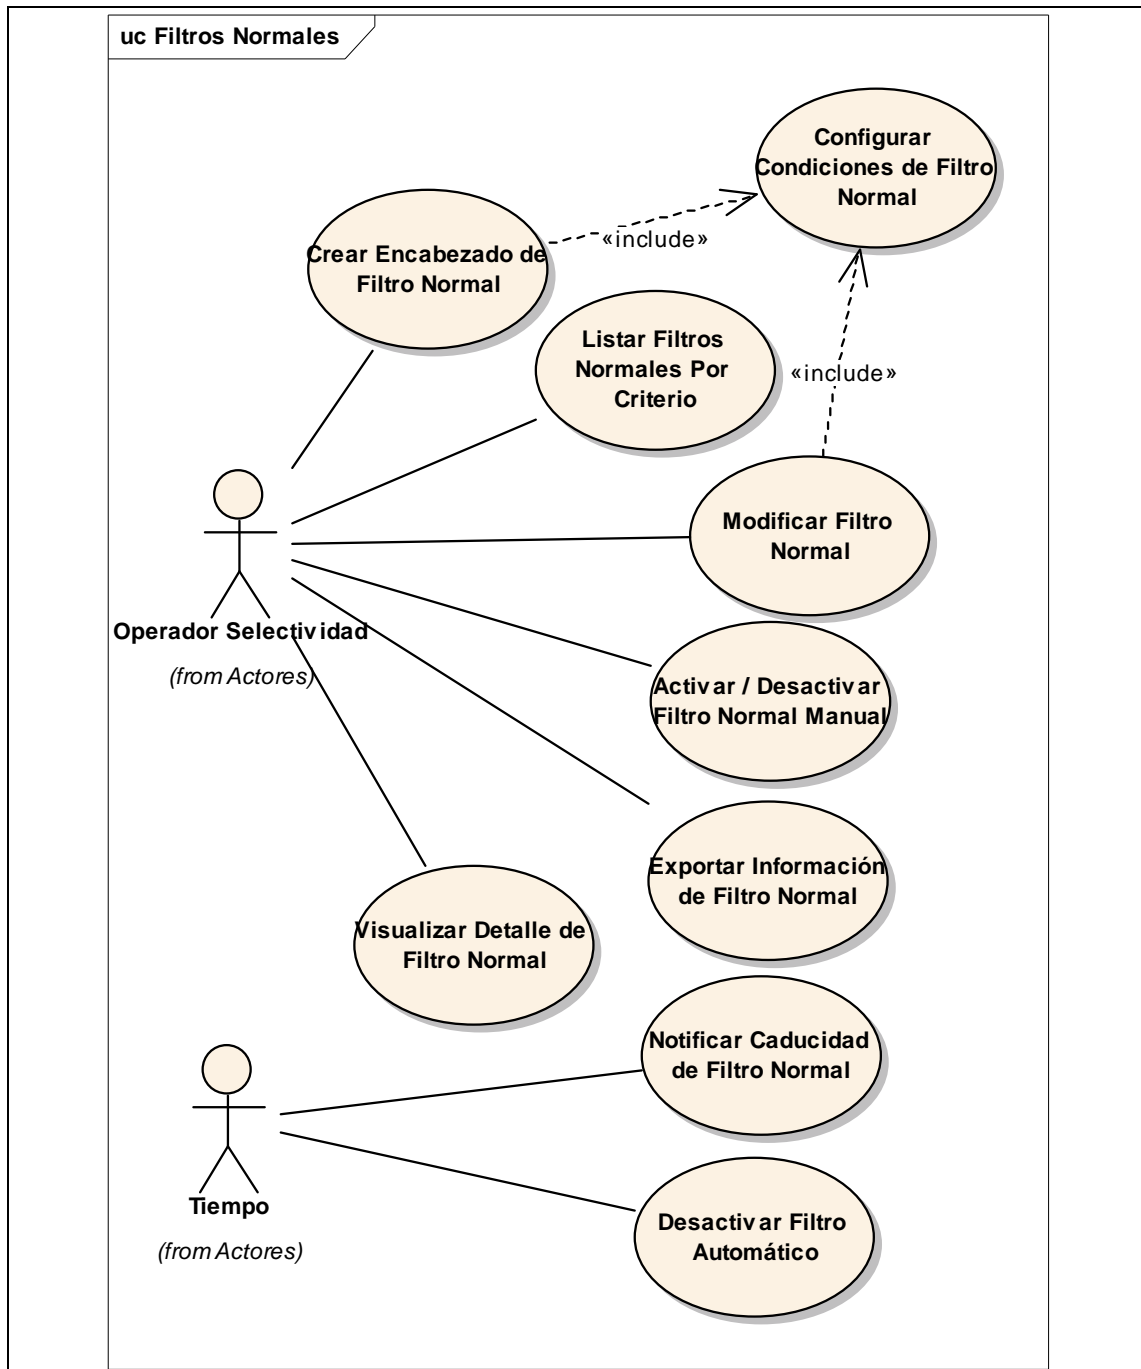 uc Filtros Normales
Configurar
Condiciones de Filtro
Normal
«include»
Crear Encabezado de
Filtro Normal
Listar Filtros
Normales Por
Criterio
«include»
Modificar Filtro
Normal
Operador Selectividad
(from Actores)
Activar / Desactivar
Filtro Normal Manual
Exportar Información
de Filtro Normal
Visualizar Detalle de
Filtro Normal
Notificar Caducidad
de Filtro Normal
Tiempo
(from Actores)
Desactivar Filtro
Automático